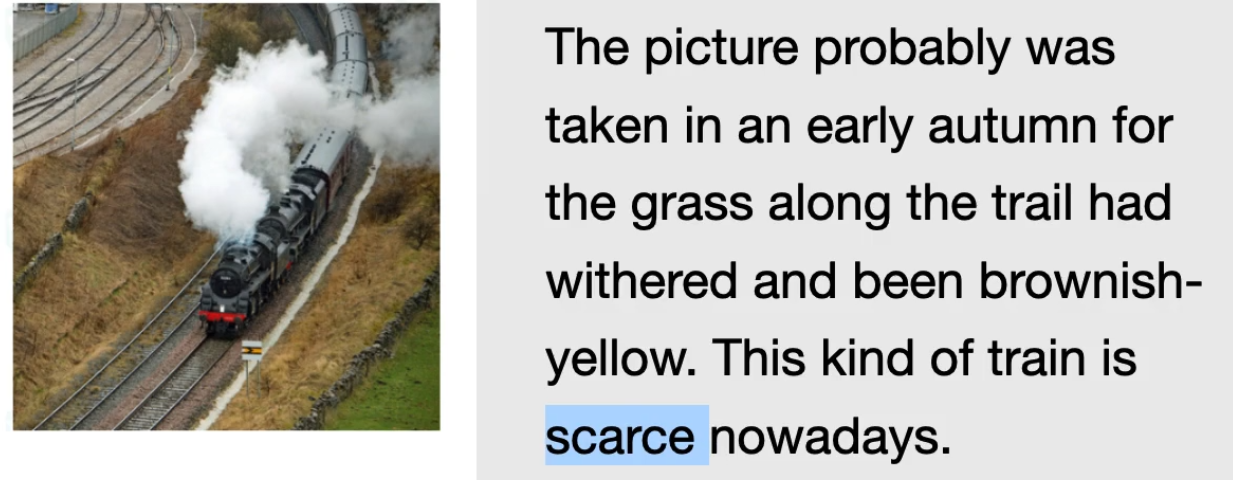 The picture probably was
taken in an early autumn for
the grass along the trail had
withered and been brownish-
yellow. This kind of train is
scarce nowadays.